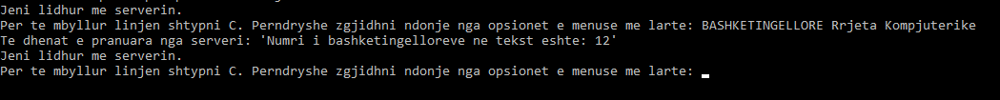 Jeni lidhur me serverin.
Per te mbyllur linjen shtypni C. Perndryshe zgjidhni ndonje nga opsionet e menuse me larte: BASHKETINGELLORE Rrjeta Kompjuterike
Te dhenat e pranuara nga serveri: 'Numri i bashketingelloreve ne tekst eshte: 12'
Jeni lidhur me serverin.
Per te mbyllur linjen shtypni C. Perndryshe zgjidhni ndonje nga opsionet e menuse me larte: